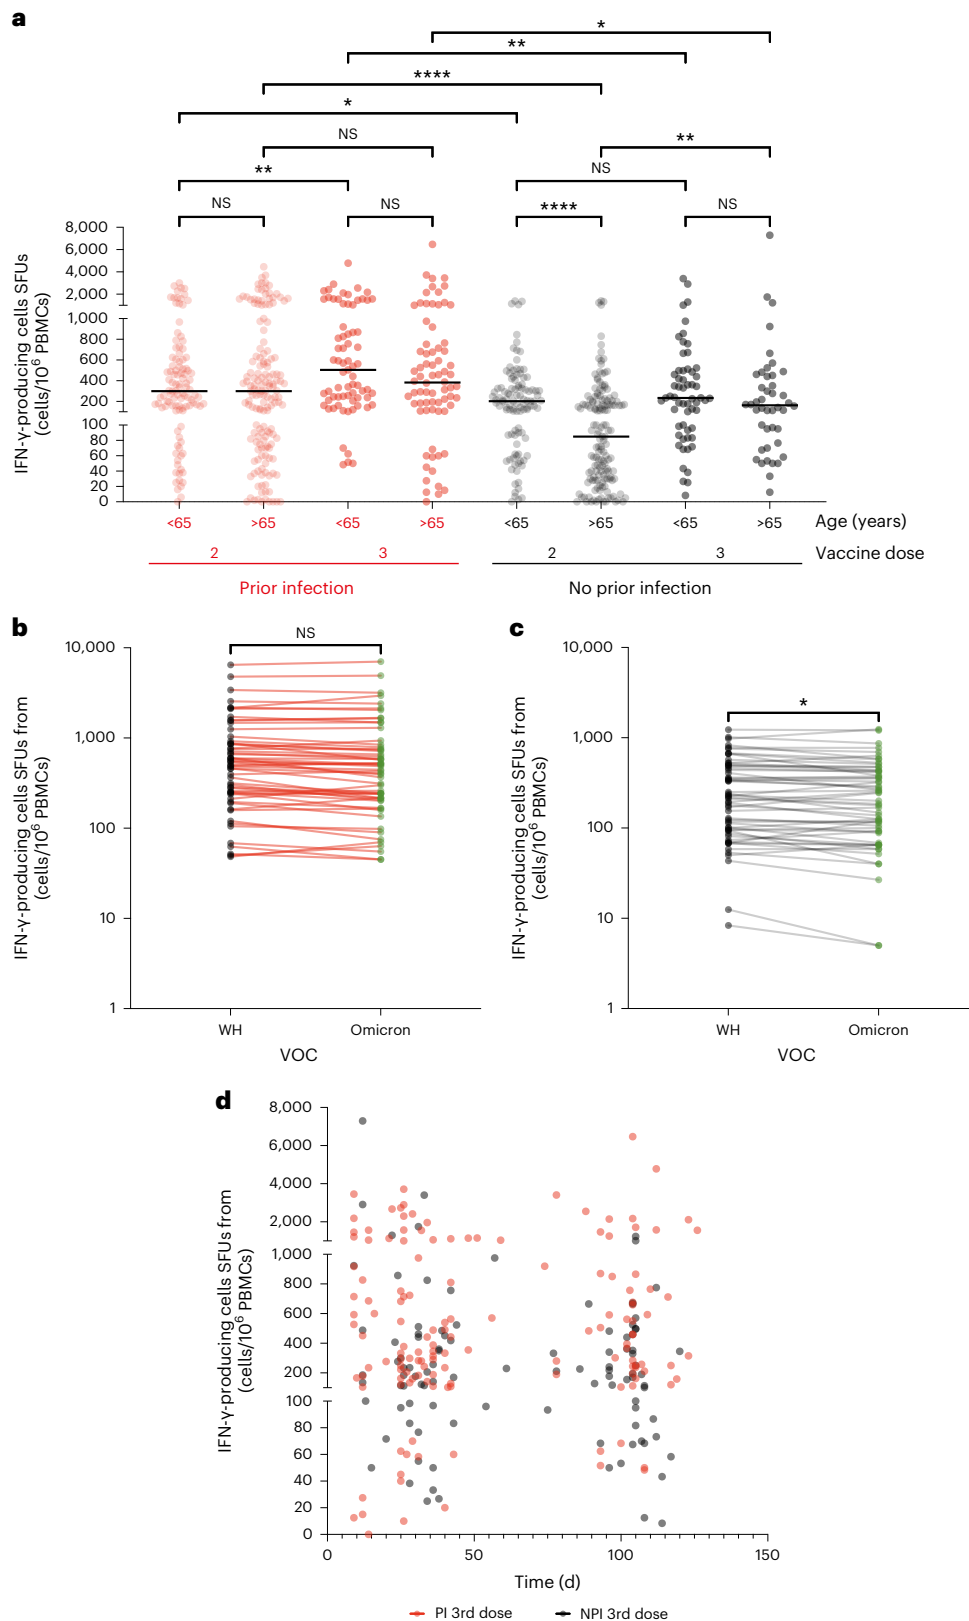 a
*
**
****
*
NS
**
**
NS
NS
NS
****
NS
IFN-γ-producing cells SFUs
(cells/10⁶ PBMCs)
8,000
6,000
4,000
2,000
1,000
800
600
400
200
100
80
60
40
20
0
<65 >65 <65 >65 <65 >65 <65 >65 Age (years)
2 3 2 3 Vaccine dose
Prior infection No prior infection
b
IFN-γ-producing cells SFUs from
(cells/10⁶ PBMCs)
10,000
1,000
100
10
1
NS
WH Omicron
VOC
c
IFN-γ-producing cells SFUs from
(cells/10⁶ PBMCs)
10,000
1,000
100
10
1
*
WH Omicron
VOC
d
IFN-γ-producing cells SFUs from
(cells/10⁶ PBMCs)
8,000
6,000
4,000
2,000
1,000
800
600
400
200
100
80
60
40
20
0
0 50 100 150
Time (d)
PI 3rd dose NPI 3rd dose